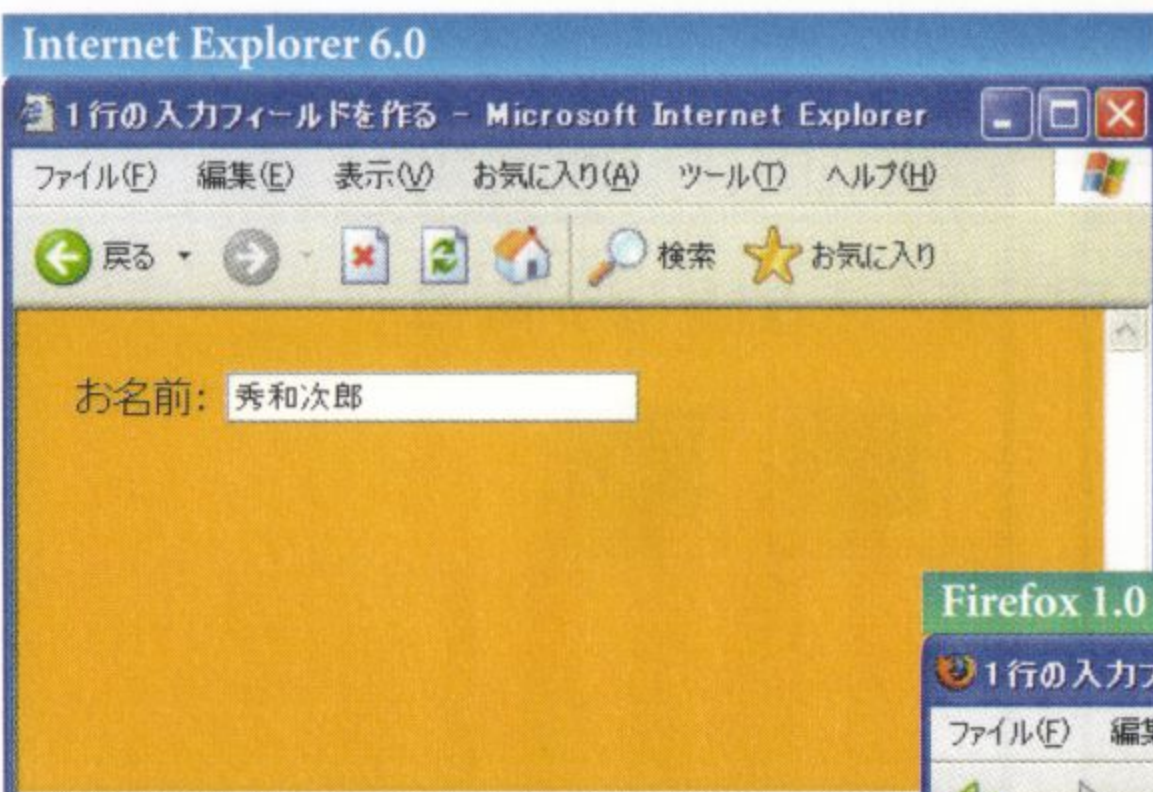 Internet Explorer 6.0
1行の入力フィールドを作る - Microsoft Internet Explorer
ファイル(F) 編集(E) 表示(V) お気に入り(A) ツール(T) ヘルプ(H)
戻る 検索 お気に入り
お名前: 秀和次郎
Firefox 1.0
1行の入力フ
ファイル(F) 編集